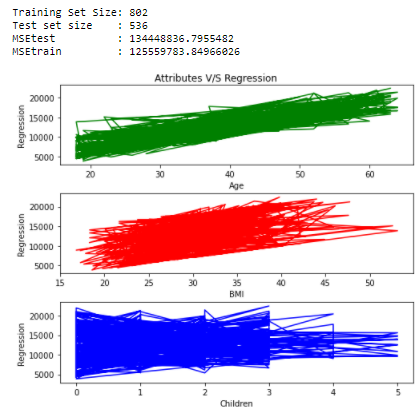 Training Set Size: 802
Test set size : 536
MSEtest : 134448836.7955482
MSEtrain : 125559783.84966026
Attributes V/S Regression
Regression
20000
15000
10000
5000
20 30 40 50 60
Age
Regression
20000
15000
10000
5000
15 20 25 30 35 40 45 50
BMI
Regression
20000
15000
10000
5000
0 1 2 3 4 5
Children